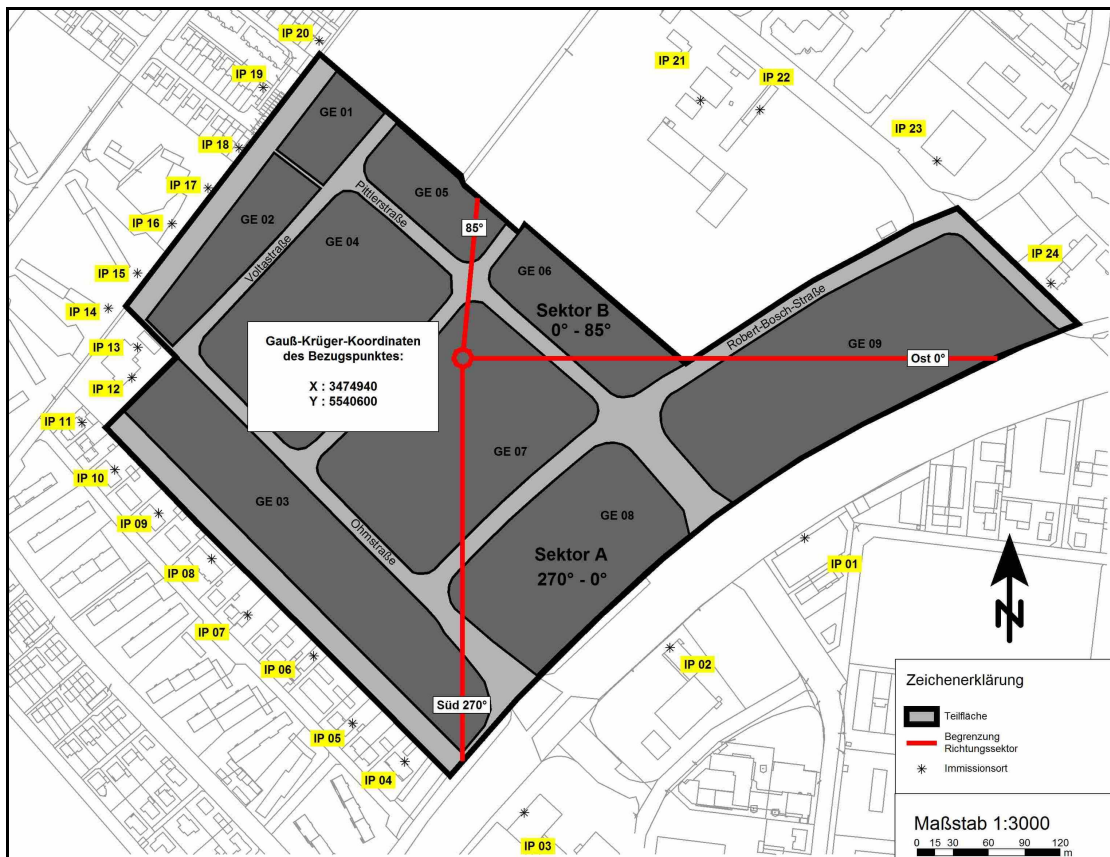 IP 20
IP 19
IP 18
IP 17
IP 16
IP 15
IP 14
IP 13
IP 12
IP 11
IP 10
IP 09
IP 08
IP 07
IP 06
IP 05
IP 04
IP 03
IP 02
IP 01
IP 21
IP 22
IP 23
IP 24
GE 01
GE 02
GE 05
GE 04
Pittlerstraße
Voltastraße
85°
GE 06
Sektor B
0° - 85°
Robert-Bosch-Straße
GE 09
Ost 0°
Gauß-Krüger-Koordinaten
des Bezugspunktes:
X : 3474940
Y : 5540600
GE 07
GE 03
Ohmstraße
GE 08
Sektor A
270° - 0°
Süd 270°
N
Zeichenerklärung
Teilfläche
Begrenzung
Richtungssektor
Immissionsort
Maßstab 1:3000
0 15 30 60 90 120
m